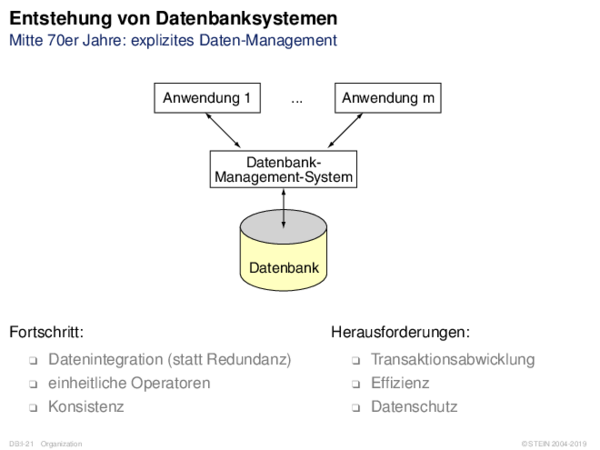 Entstehung von Datenbanksystemen
Mitte 70er Jahre: explizites Daten-Management
Anwendung 1
...
Anwendung m
Datenbank-
Management-System
Datenbank
Fortschritt:
❑ Datenintegration (statt Redundanz)
❑ einheitliche Operatoren
❑ Konsistenz
Herausforderungen:
❑ Transaktionsabwicklung
❑ Effizienz
❑ Datenschutz
DB:I-21 Organization
© STEIN 2004-2019